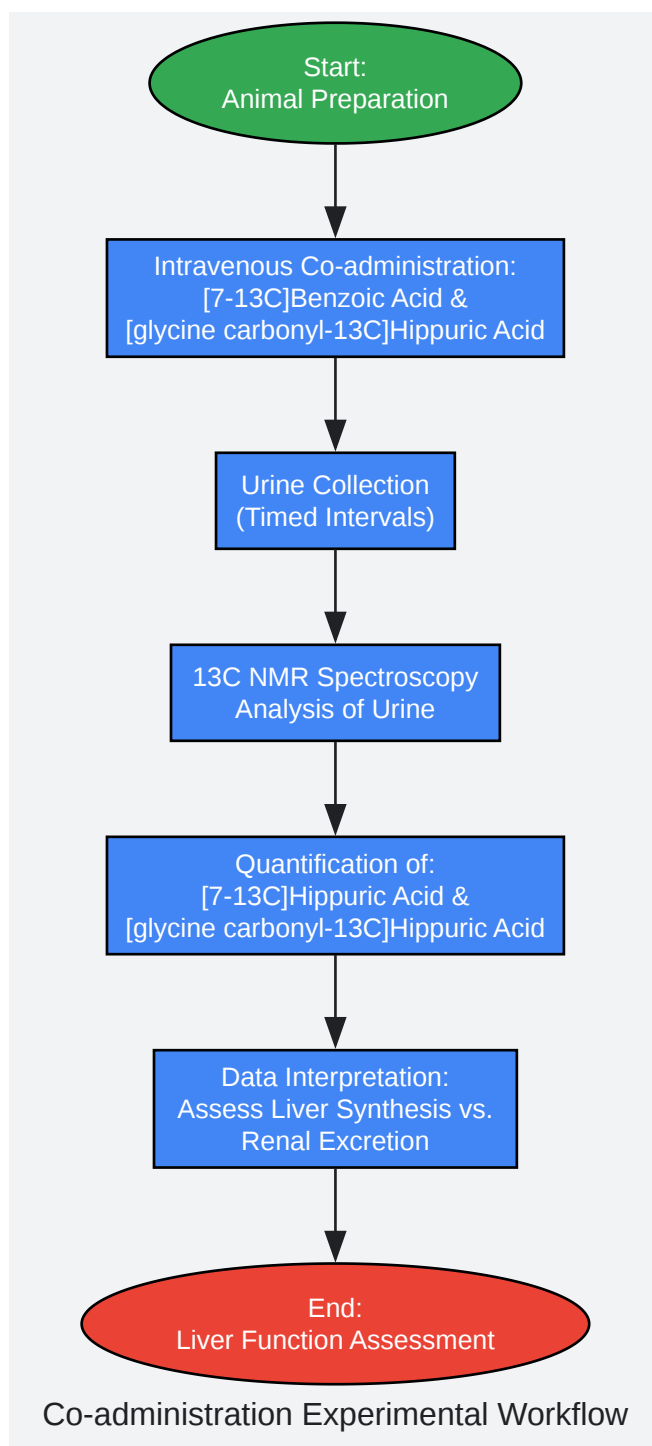 Start:
Animal Preparation
Intravenous Co-administration:
[7-13C]Benzoic Acid &
[glycine carbonyl-13C]Hippuric Acid
Urine Collection
(Timed Intervals)
13C NMR Spectroscopy
Analysis of Urine
Quantification of:
[7-13C]Hippuric Acid &
[glycine carbonyl-13C]Hippuric Acid
Data Interpretation:
Assess Liver Synthesis vs.
Renal Excretion
End:
Liver Function Assessment
Co-administration Experimental Workflow